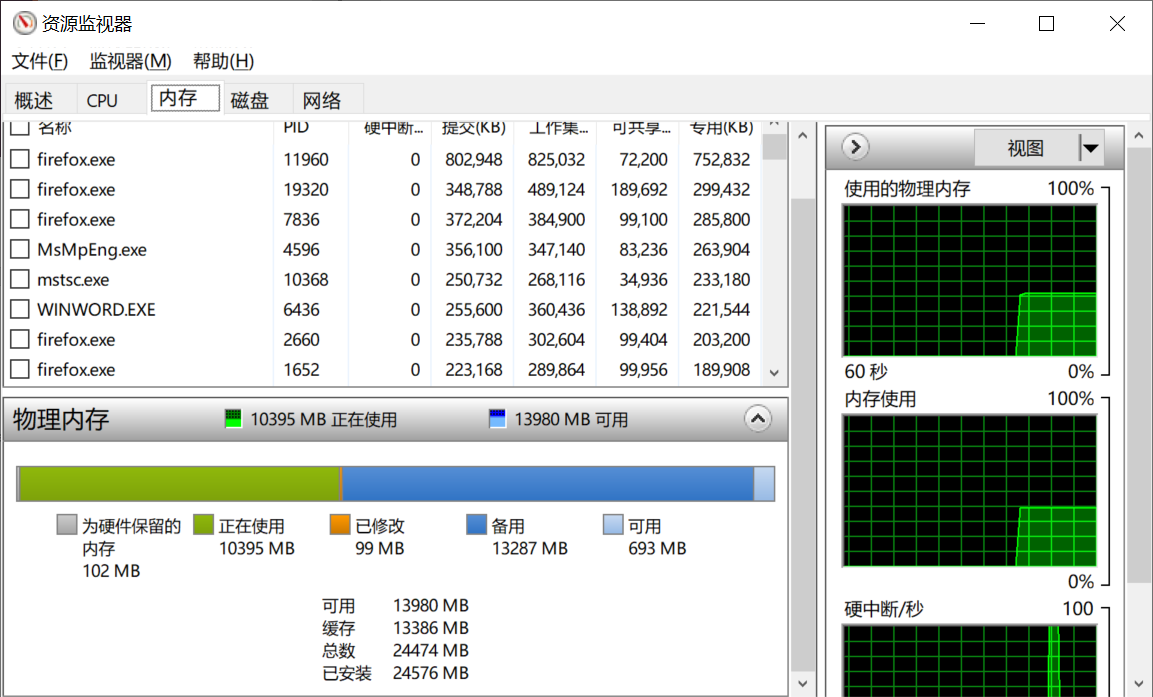 资源监视器
文件(F) 监视器(M) 帮助(H)
概述 CPU 内存 磁盘 网络
名称 PID 硬中断... 提交(KB) 工作集... 可共享... 专用(KB)
firefox.exe 11960 0 802,948 825,032 72,200 752,832
firefox.exe 19320 0 348,788 489,124 189,692 299,432
firefox.exe 7836 0 372,204 384,900 99,100 285,800
MsMpEng.exe 4596 0 356,100 347,140 83,236 263,904
mstsc.exe 10368 0 250,732 268,116 34,936 233,180
WINWORD.EXE 6436 0 255,600 360,436 138,892 221,544
firefox.exe 2660 0 235,788 302,604 99,404 203,200
firefox.exe 1652 0 223,168 289,864 99,956 189,908
物理内存 10395 MB 正在使用 13980 MB 可用
为硬件保留的 正在使用 已修改 备用 可用
内存 10395 MB 99 MB 13287 MB 693 MB
102 MB
可用 13980 MB
缓存 13386 MB
总数 24474 MB
已安装 24576 MB
视图
使用的物理内存 100%
60 秒 0%
内存使用 100%
0%
硬中断/秒 100